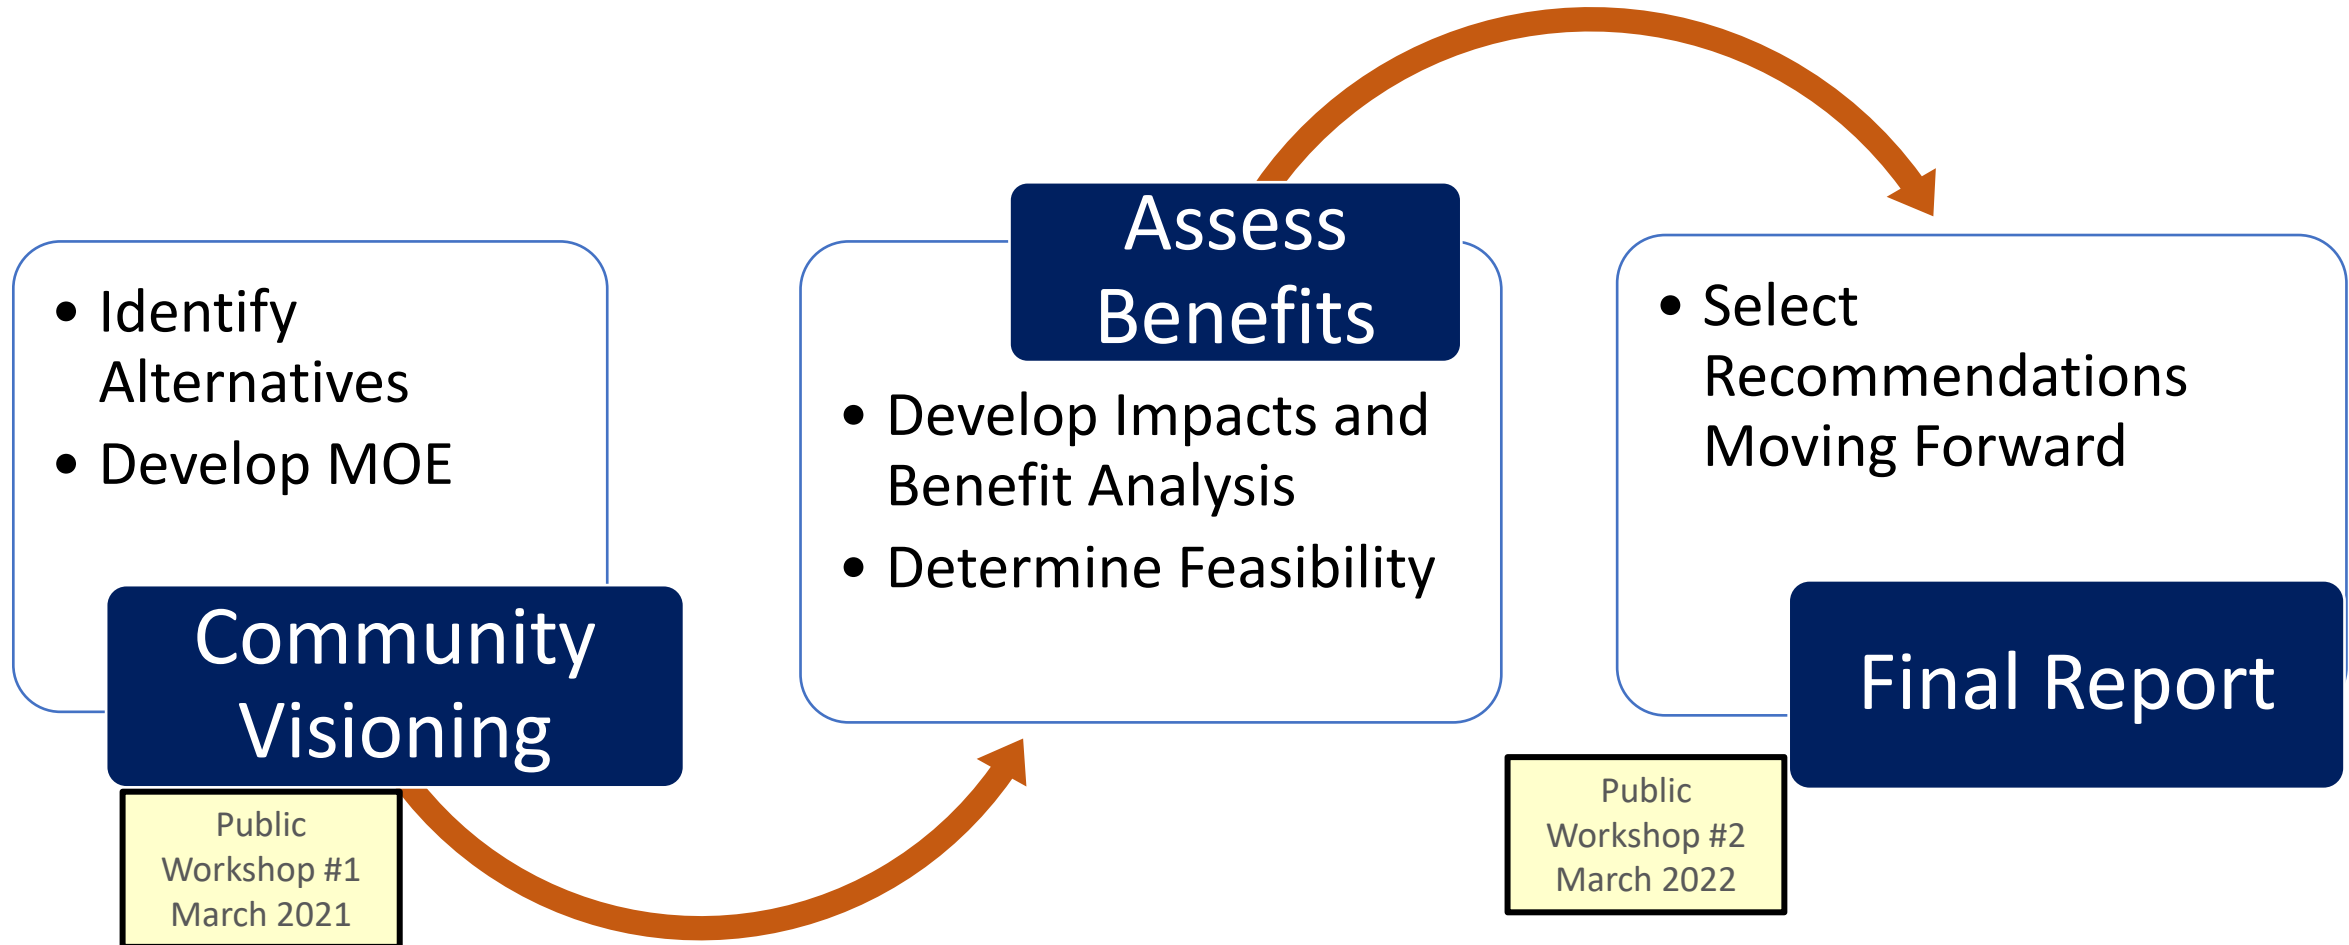 • Identify
Alternatives
• Develop MOE
Community
Visioning
Public
Workshop #1
March 2021
Assess
Benefits
• Develop Impacts and
Benefit Analysis
• Determine Feasibility
• Select
Recommendations
Moving Forward
Final Report
Public
Workshop #2
March 2022